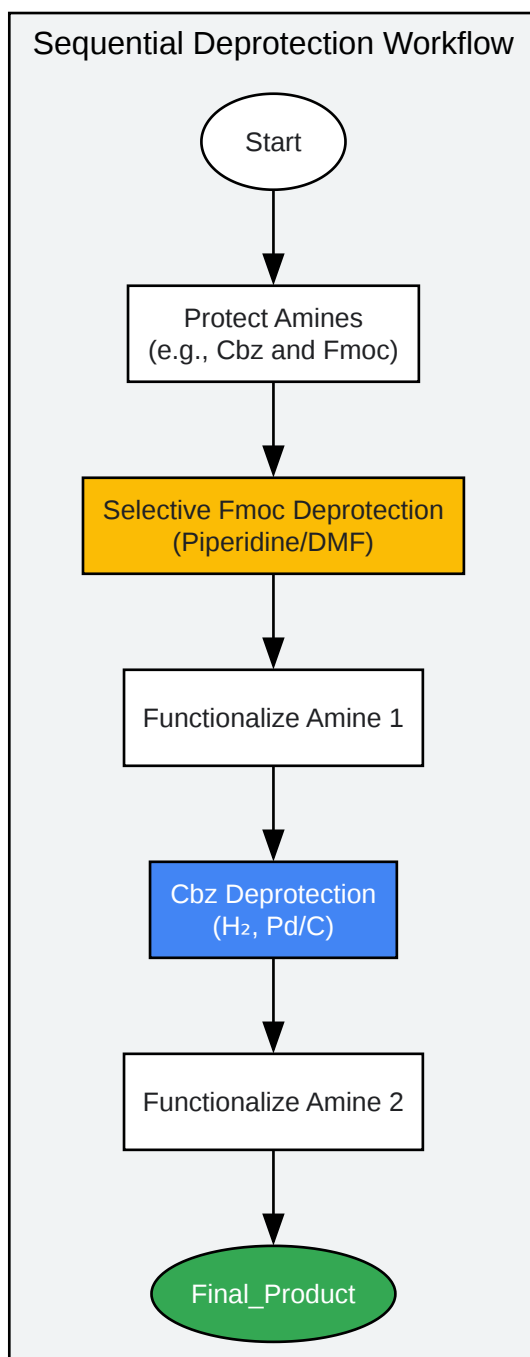 Sequential Deprotection Workflow
Start
Protect Amines
(e.g., Cbz and Fmoc)
Selective Fmoc Deprotection
(Piperidine/DMF)
Functionalize Amine 1
Cbz Deprotection
(H₂, Pd/C)
Functionalize Amine 2
Final_Product